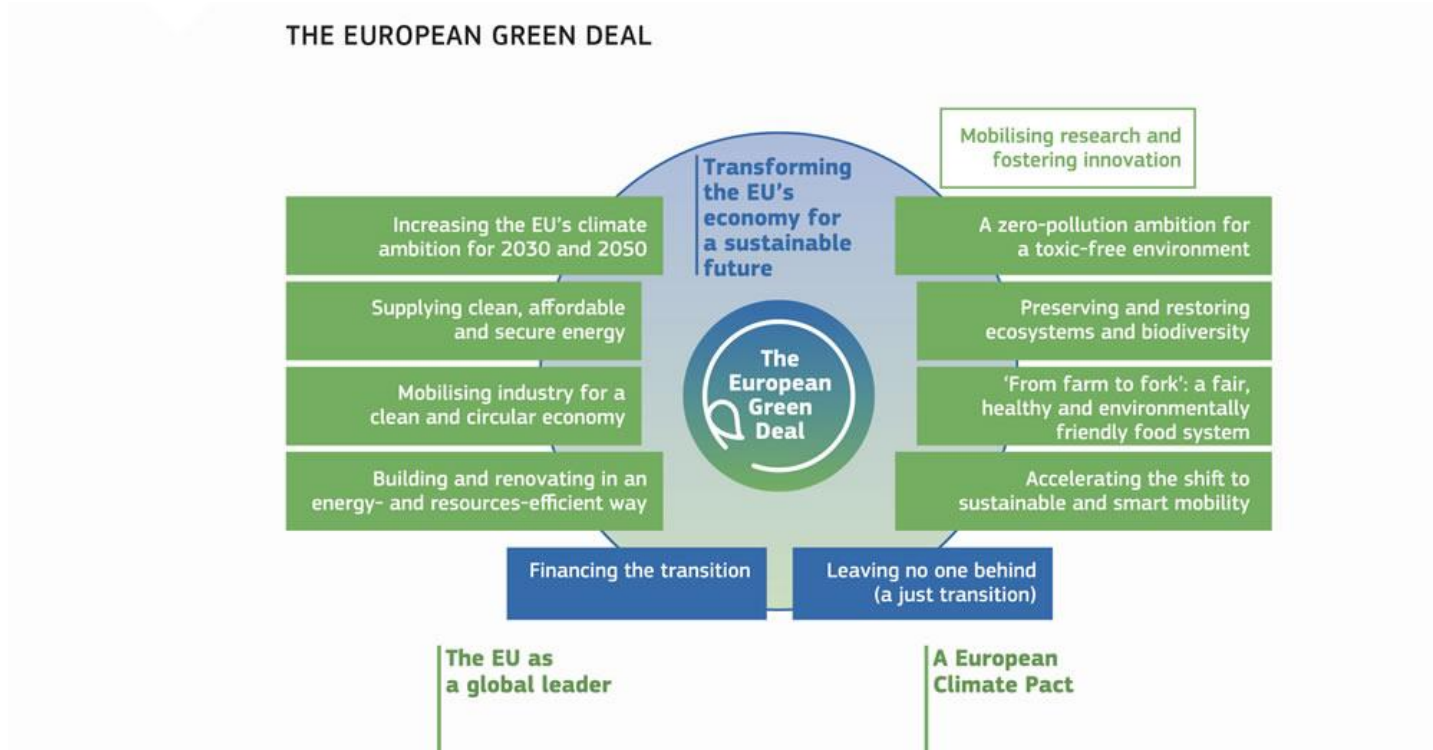 THE EUROPEAN GREEN DEAL
Mobilising research and
fostering innovation
Transforming
the EU's
economy for
a sustainable
future
Increasing the EU's climate
ambition for 2030 and 2050
Supplying clean, affordable
and secure energy
Mobilising industry for a
clean and circular economy
Building and renovating in an
energy- and resources-efficient way
The
European
Green
Deal
A zero-pollution ambition for
a toxic-free environment
Preserving and restoring
ecosystems and biodiversity
‘From farm to fork’: a fair,
healthy and environmentally
friendly food system
Accelerating the shift to
sustainable and smart mobility
Financing the transition
Leaving no one behind
(a just transition)
The EU as
a global leader
A European
Climate Pact